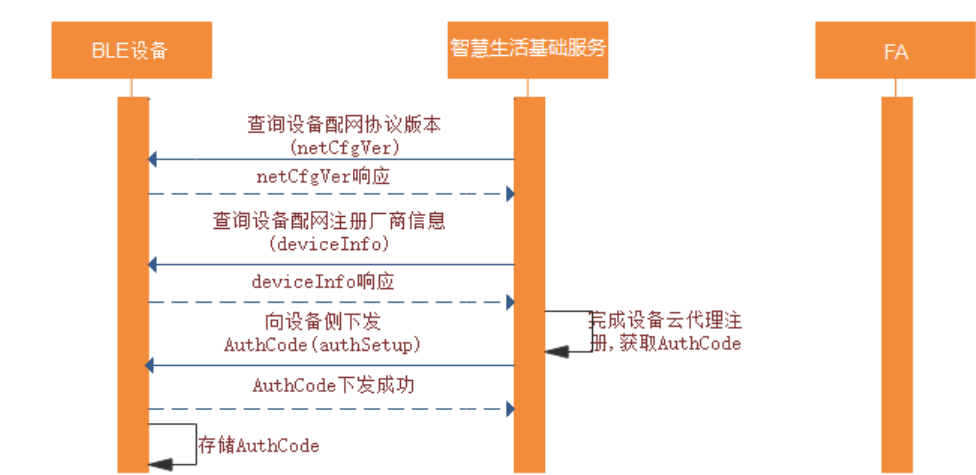 BLE设备
智慧生活基础服务
FA
查询设备配网协议版本
(netCfgVer)
netCfgVer响应
查询设备配网注册厂商信息
(deviceInfo)
deviceInfo响应
完成设备云代理注
册,获取AuthCode
向设备侧下发
AuthCode(authSetup)
AuthCode下发成功
存储AuthCode